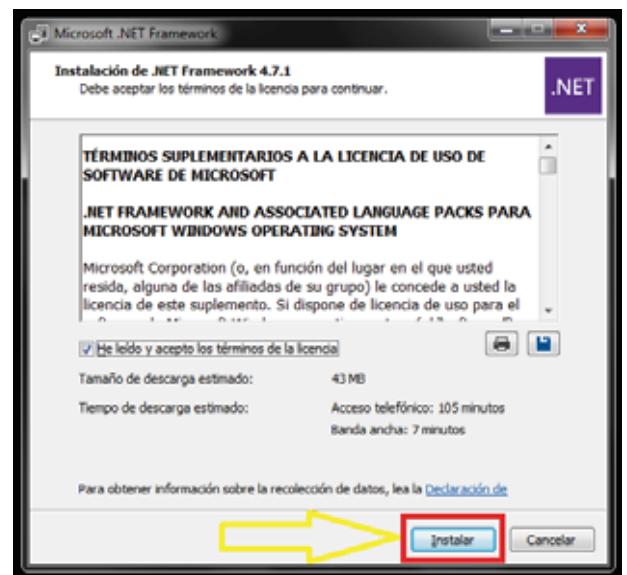 Microsoft .NET Framework
Instalación de .NET Framework 4.7.1
Debe aceptar los términos de la licencia para continuar.
.NET
TÉRMINOS SUPLEMENTARIOS A LA LICENCIA DE USO DE
SOFTWARE DE MICROSOFT
.NET FRAMEWORK AND ASSOCIATED LANGUAGE PACKS PARA
MICROSOFT WINDOWS OPERATING SYSTEM
Microsoft Corporation (o, en función del lugar en el que usted
resida, alguna de las afiliadas de su grupo) le concede a usted la
licencia de este suplemento. Si dispone de licencia de uso para el
He leído y acepto los términos de la licencia
Tamaño de descarga estimado: 43 MB
Tiempo de descarga estimado: Acceso telefónico: 105 minutos
Banda ancha: 7 minutos
Para obtener información sobre la recolección de datos, lea la Declaración de
Instalar Cancelar